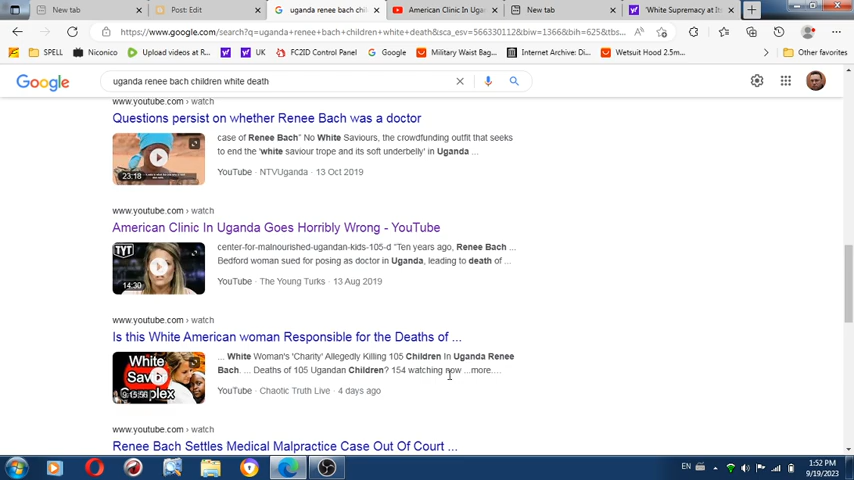 New tab
Post: Edit
uganda renee bach chil
American Clinic In Ugan
New tab
'White Supremacy at Its
https://www.google.com/search?q=uganda+renee+bach+children+white+death&sca_esv=566330112&biw=13668&bih=625&tbs...
SPELL
Niconico
Upload videos at R...
UK
FC2ID Control Panel
Google
Military Waist Bag...
Internet Archive: Di...
Wetsuit Hood 2.5m...
Other favorites
Google
uganda renee bach children white death
www.youtube.com › watch
Questions persist on whether Renee Bach was a doctor
case of Renee Bach" No White Saviours, the crowdfunding outfit that seeks
to end the 'white saviour trope and its soft underbelly' in Uganda ...
23:18
YouTube · NTVUganda · 13 Oct 2019
www.youtube.com › watch
American Clinic In Uganda Goes Horribly Wrong - YouTube
TYT
center-for-malnourished-ugandan-kids-105-d "Ten years ago, Renee Bach ...
Bedford woman sued for posing as doctor in Uganda, leading to death of ...
14:30
YouTube · The Young Turks · 13 Aug 2019
www.youtube.com › watch
Is this White American woman Responsible for the Deaths of ...
White
Complex
... White Woman's 'Charity' Allegedly Killing 105 Children In Uganda Renee
Bach. ... Deaths of 105 Ugandan Children? 154 watching now ...more....
YouTube · Chaotic Truth Live · 4 days ago
www.youtube.com › watch
Renee Bach Settles Medical Malpractice Case Out Of Court ...
EN
1:52 PM
9/19/2023